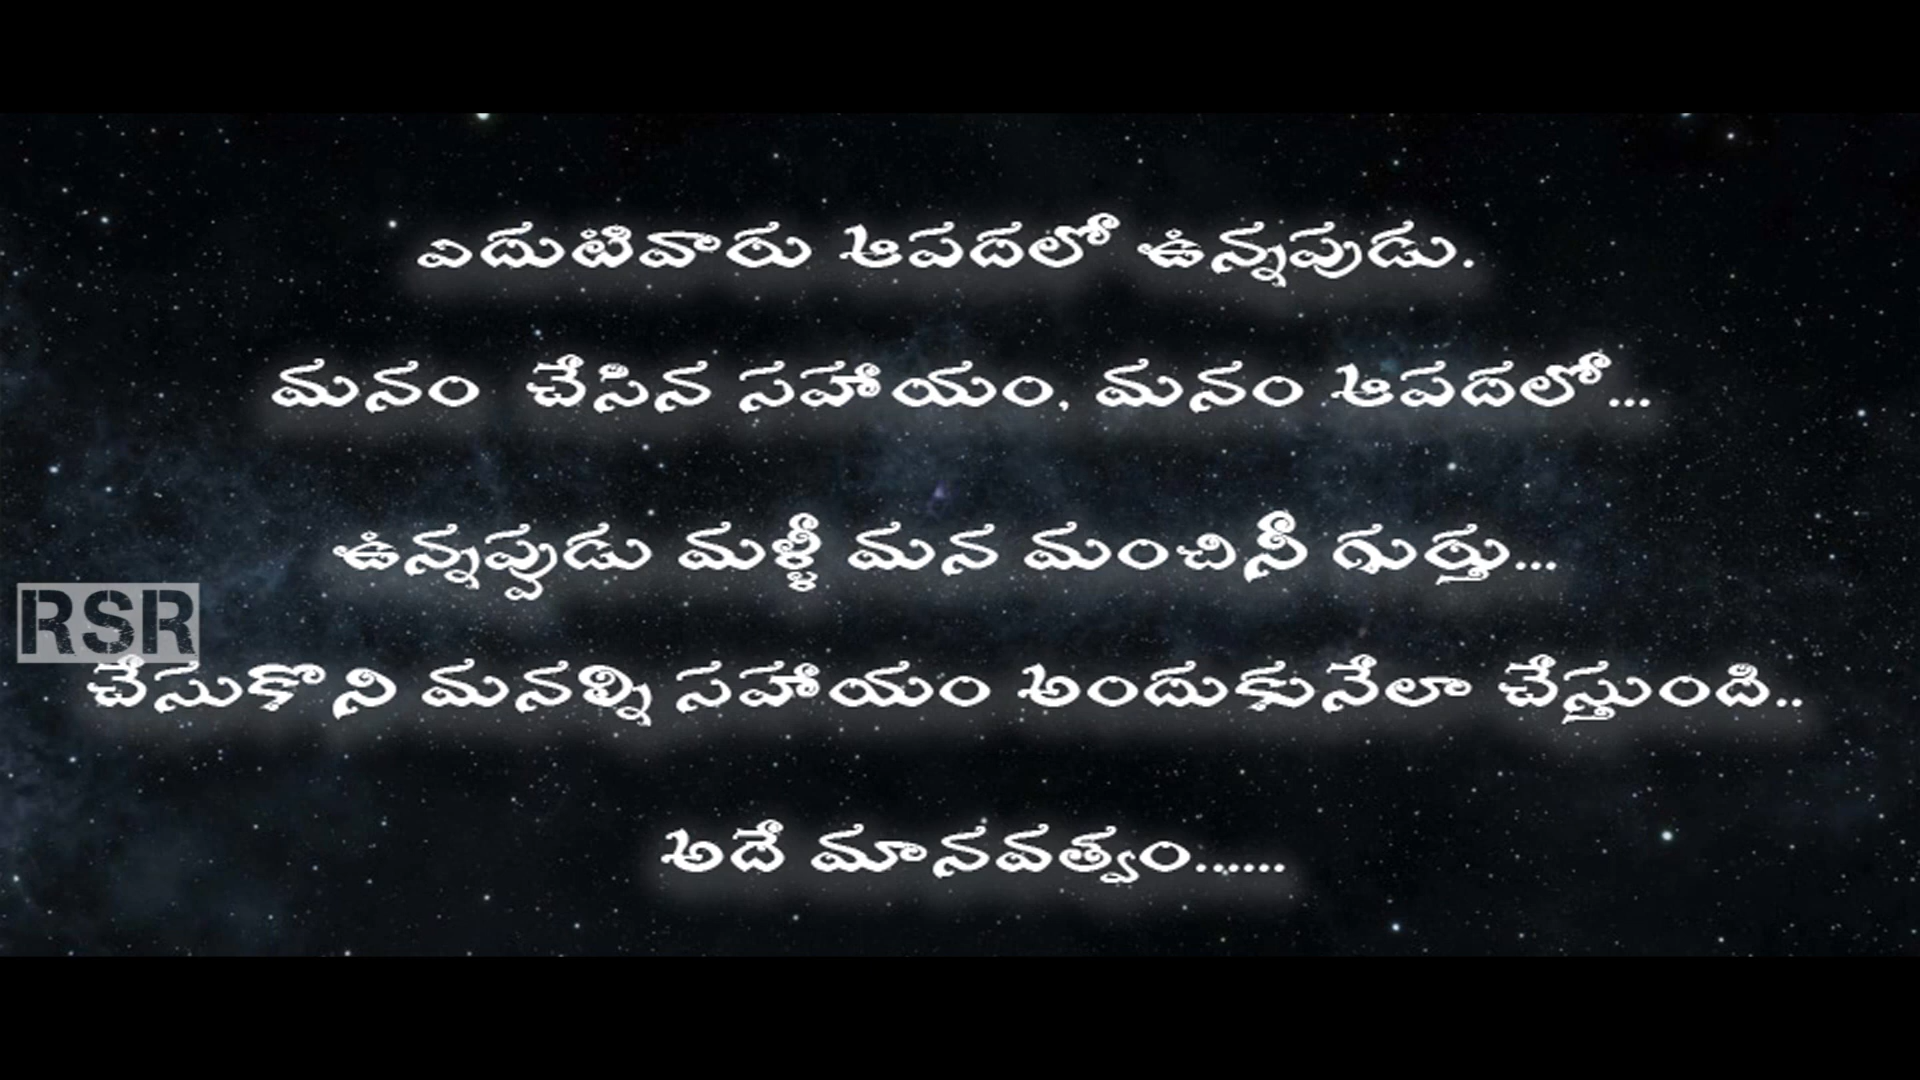 ఎదుటివారు ఆపదలో ఉన్నపుడు.
మనం చేసిన సహాయం, మనం ఆపదలో...
ఉన్నప్పుడు మళ్ళీ మన మంచినీ గుర్తు...
RSR
చేసుకొని మనల్ని సహాయం అందుకునేలా చేస్తుంది..
అదే మానవత్వం......